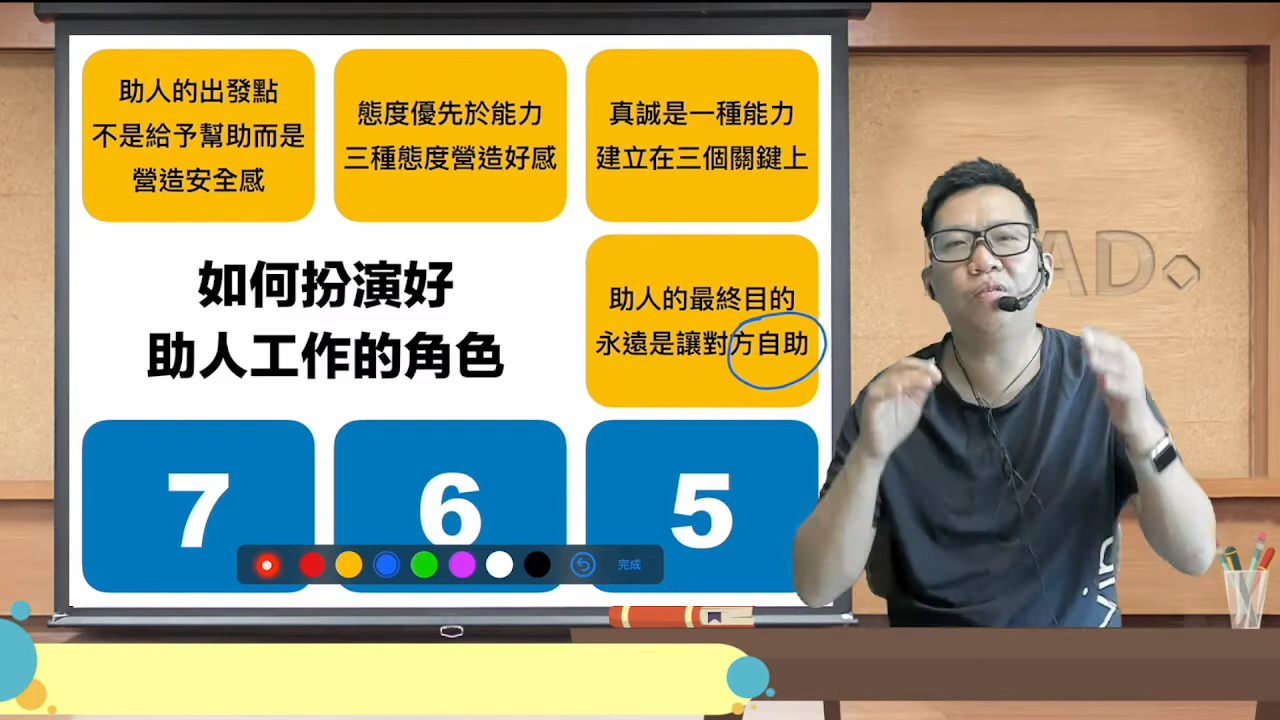 助人的出發點
不是給予幫助而是
營造安全感
態度優先於能力
三種態度營造好感
真誠是一種能力
建立在三個關鍵上
如何扮演好
助人工作的角色
助人的最終目的
永遠是讓對方自助
7
6
5
完成